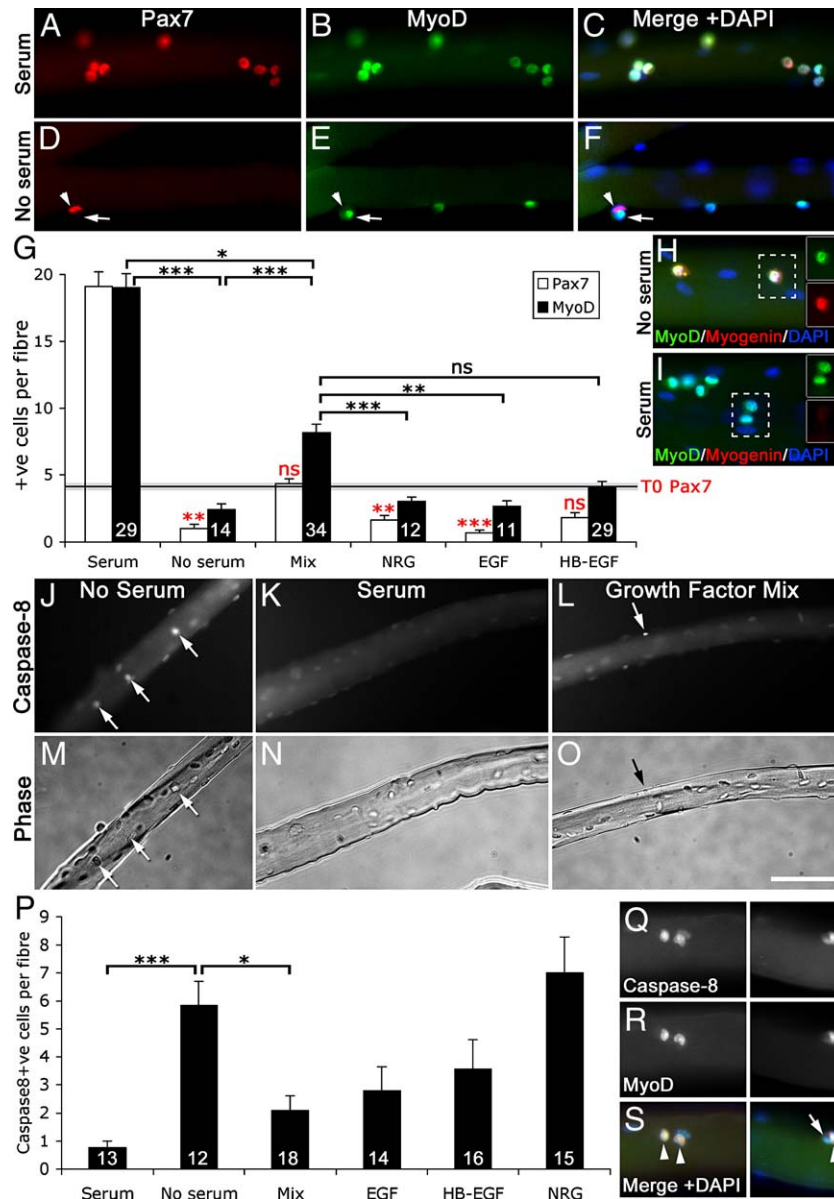 A Pax7
B MyoD
C Merge +DAPI
Serum
D
E
F
No serum
G
* 
*** ***
ns
**
***
Pax7
MyoD
+ve cells per fibre
20
15
10
5
0
** ns ** *** ns
T0 Pax7
29 14 34 12 11 29
Serum No serum Mix NRG EGF HB-EGF
H
No serum
MyoD/Myogenin/DAPI
I
Serum
MyoD/Myogenin/DAPI
J No Serum
K Serum
L Growth Factor Mix
Caspase-8
M
N
O
Phase
P
Caspase8+ve cells per fibre
9
8
7
6
5
4
3
2
1
0
*** *
13 12 18 14 16 15
Serum No serum Mix EGF HB-EGF NRG
Q
Caspase-8
R
MyoD
S
Merge +DAPI